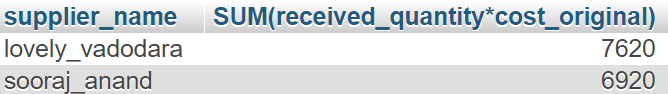 supplier_name SUM(received_quantity*cost_original)
lovely_vadodara 7620
sooraj_anand 6920